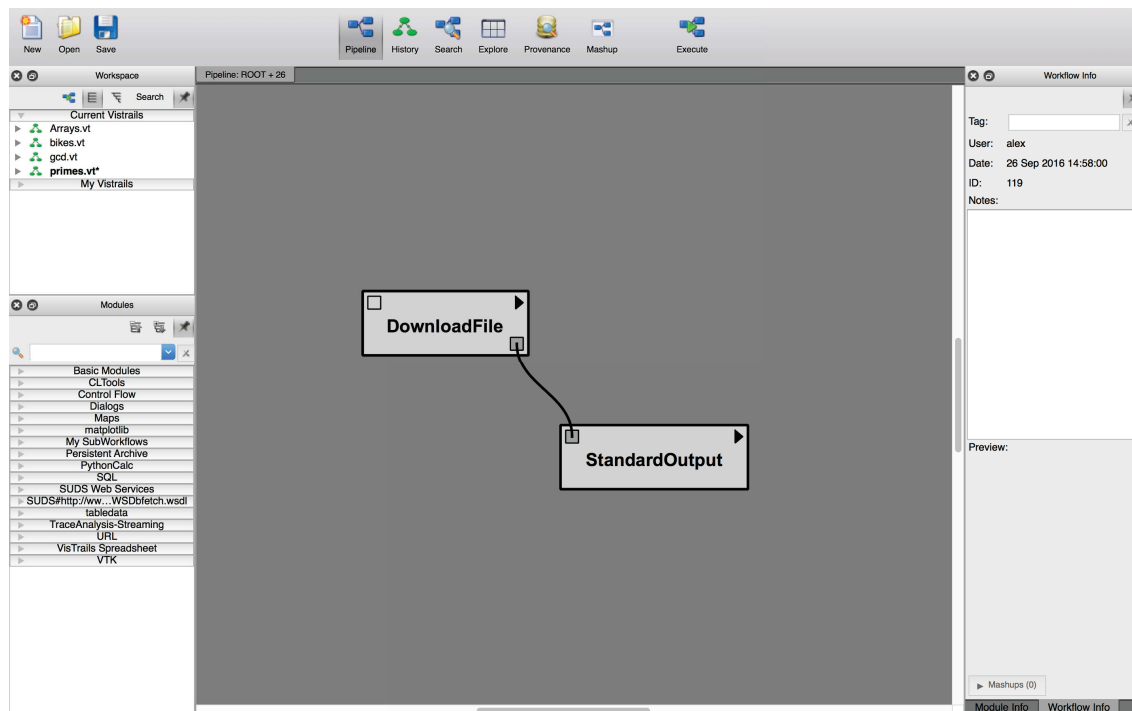 New Open Save Pipeline History Search Explore Provenance Mashup Execute
Workspace
Search
Current Vistrails
Arrays.vt
bikes.vt
gcd.vt
primes.vt*
My Vistrails
Modules
Basic Modules
CLTools
Control Flow
Dialogs
Maps
matplotlib
My SubWorkflows
Persistent Archive
PythonCalc
SQL
SUDS Web Services
SUDS#http://ww...WSDbfetch.wsdl
tabledata
TraceAnalysis-Streaming
URL
VisTrails Spreadsheet
VTK
Pipeline: ROOT + 26
DownloadFile
StandardOutput
Workflow Info
Tag:
User: alex
Date: 26 Sep 2016 14:58:00
ID: 119
Notes:
Preview:
Mashups (0)
Module Info Workflow Info